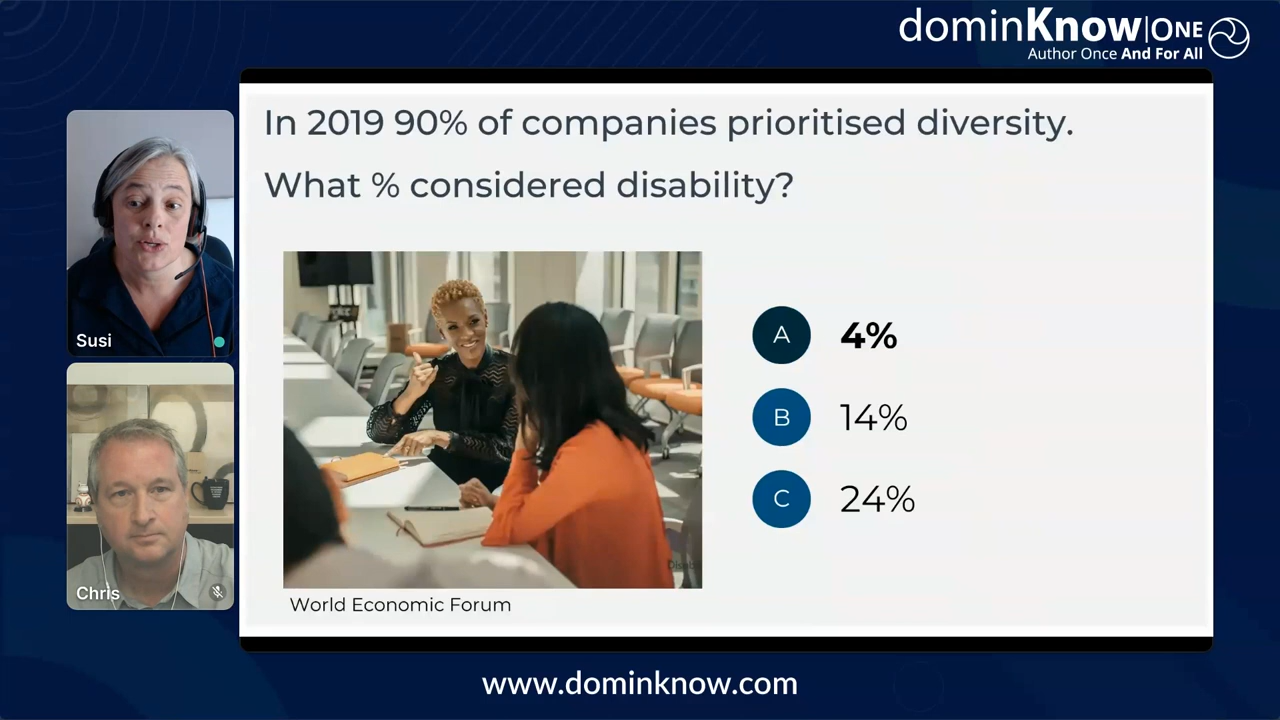 dominKnow|ONE
Author Once And For All
In 2019 90% of companies prioritised diversity.
What % considered disability?
A 4%
B 14%
C 24%
World Economic Forum
Susi
Chris
www.dominknow.com